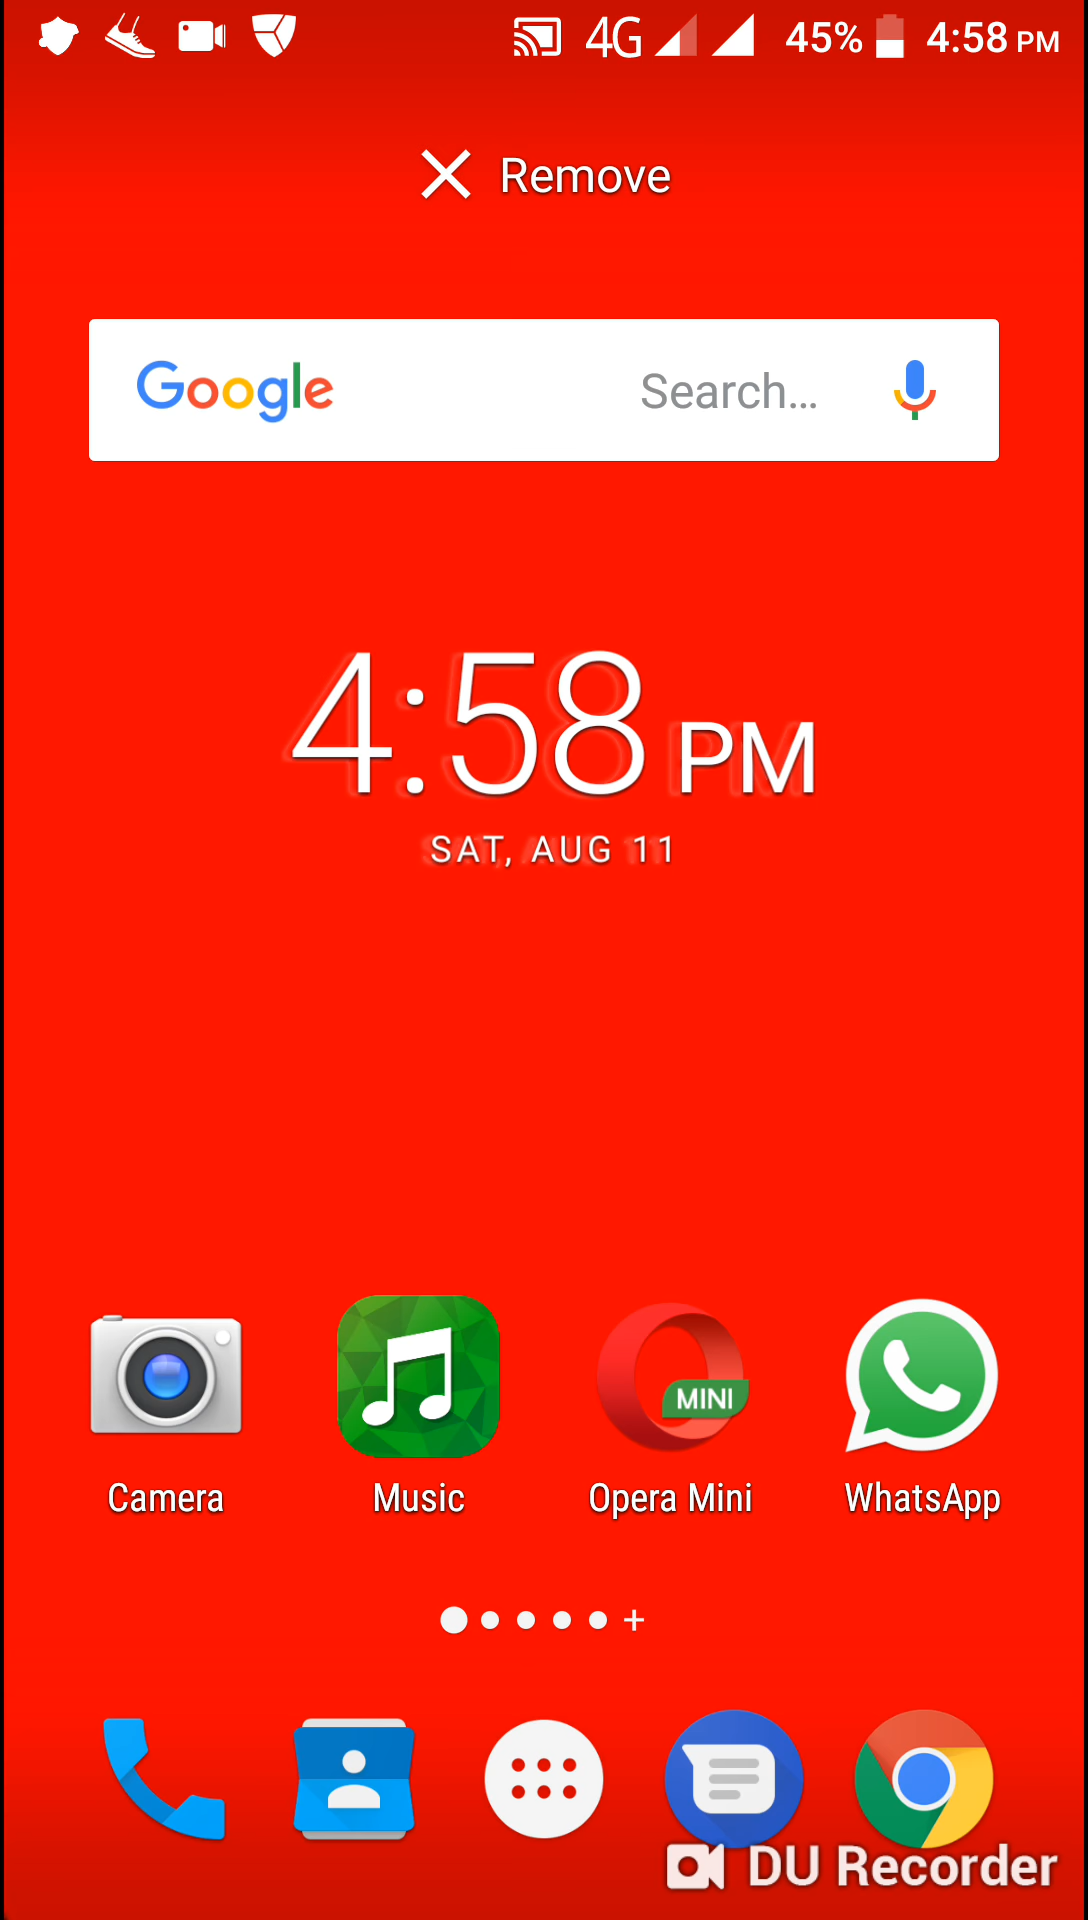 4G 45% 4:58 PM
Remove
Google Search...
4:58 PM
SAT, AUG 11
MINI
Camera Music Opera Mini WhatsApp
DU Recorder